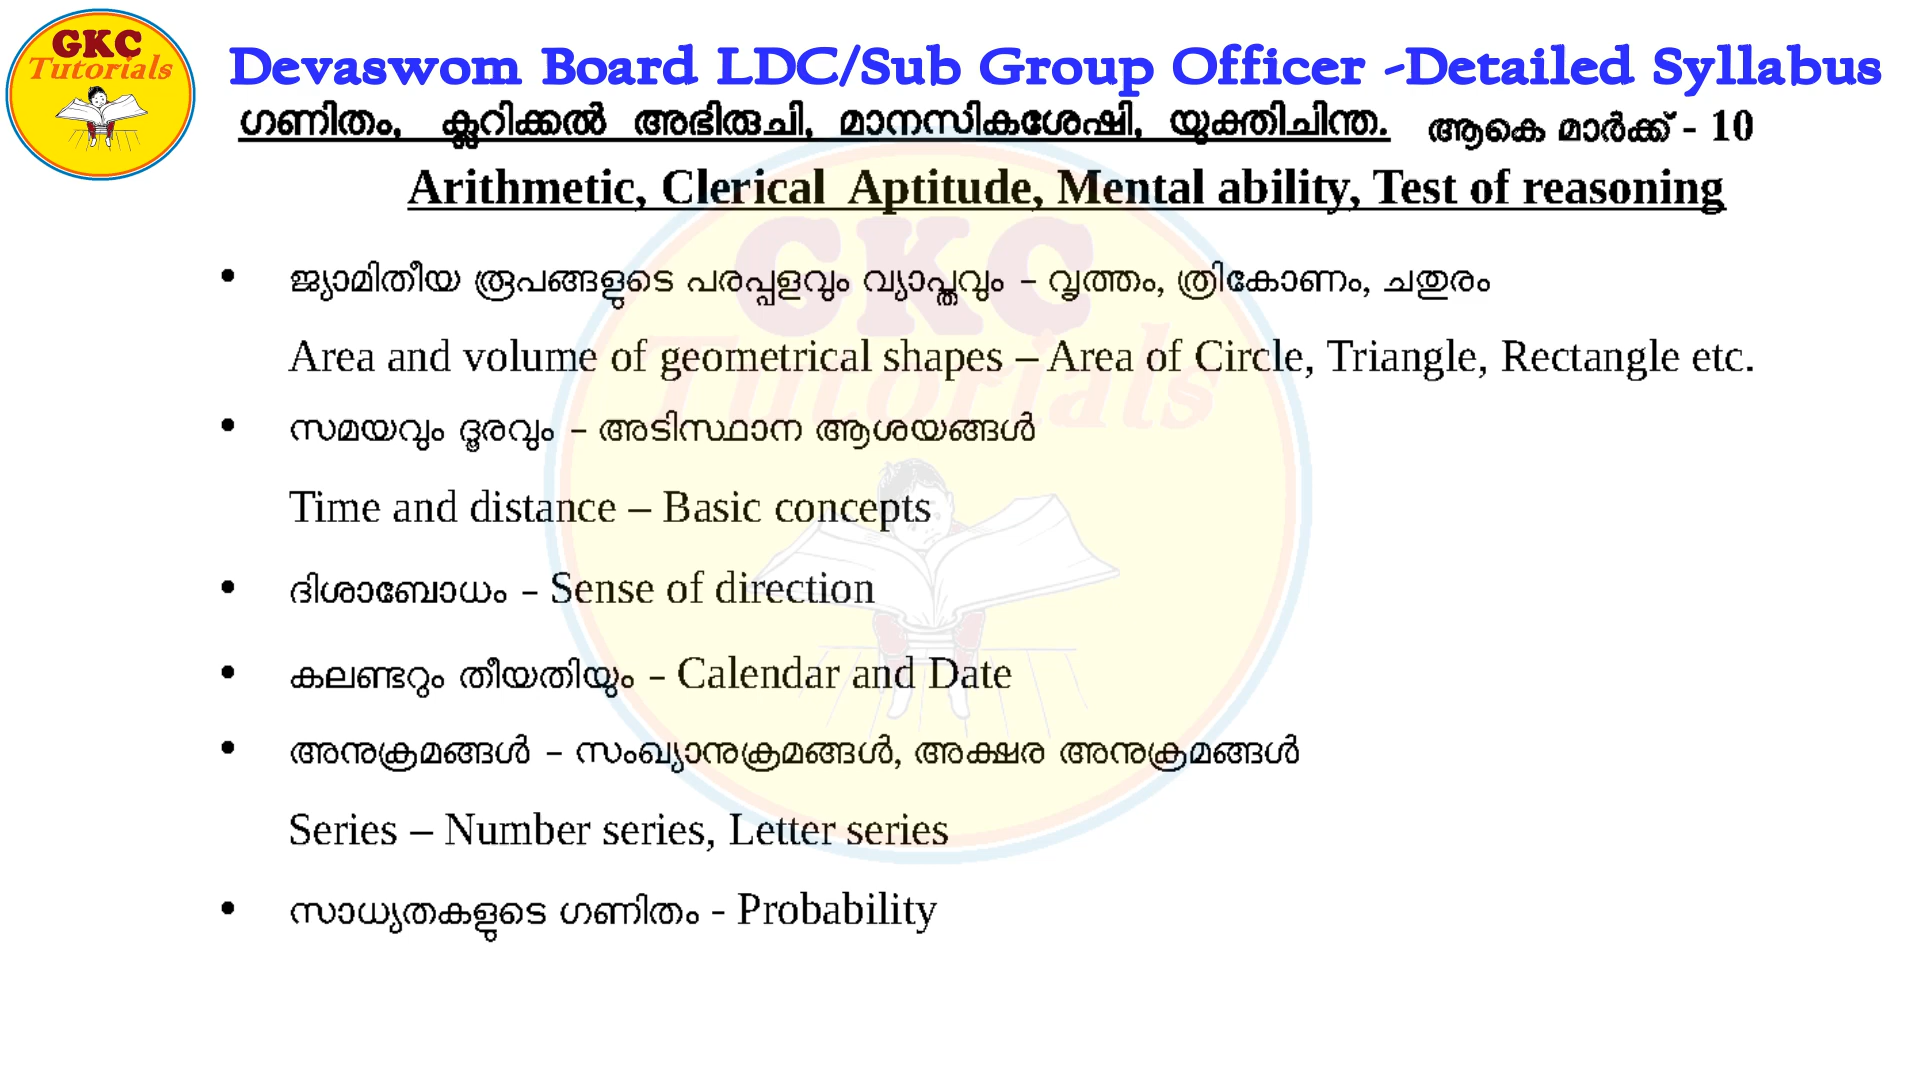 GKC
Tutorials
Devaswom Board LDC/Sub Group Officer -Detailed Syllabus
ഗണിതം, ക്ലറിക്കൽ അഭിരുചി, മാനസികശേഷി, യുക്തിചിന്ത. ആകെ മാർക്ക് - 10
Arithmetic, Clerical Aptitude, Mental ability, Test of reasoning
• ജ്യാമിതീയ രൂപങ്ങളുടെ പരപ്പളവും വ്യാപ്തവും – വൃത്തം, ത്രികോണം, ചതുരം
Area and volume of geometrical shapes – Area of Circle, Triangle, Rectangle etc.
• സമയവും ദൂരവും – അടിസ്ഥാന ആശയങ്ങൾ
Time and distance – Basic concepts
• ദിശാബോധം – Sense of direction
• കലണ്ടറും തീയതിയും – Calendar and Date
• അനുക്രമങ്ങൾ – സംഖ്യാനുക്രമങ്ങൾ, അക്ഷര അനുക്രമങ്ങൾ
Series – Number series, Letter series
• സാധ്യതകളുടെ ഗണിതം - Probability
GKC
Tutorials